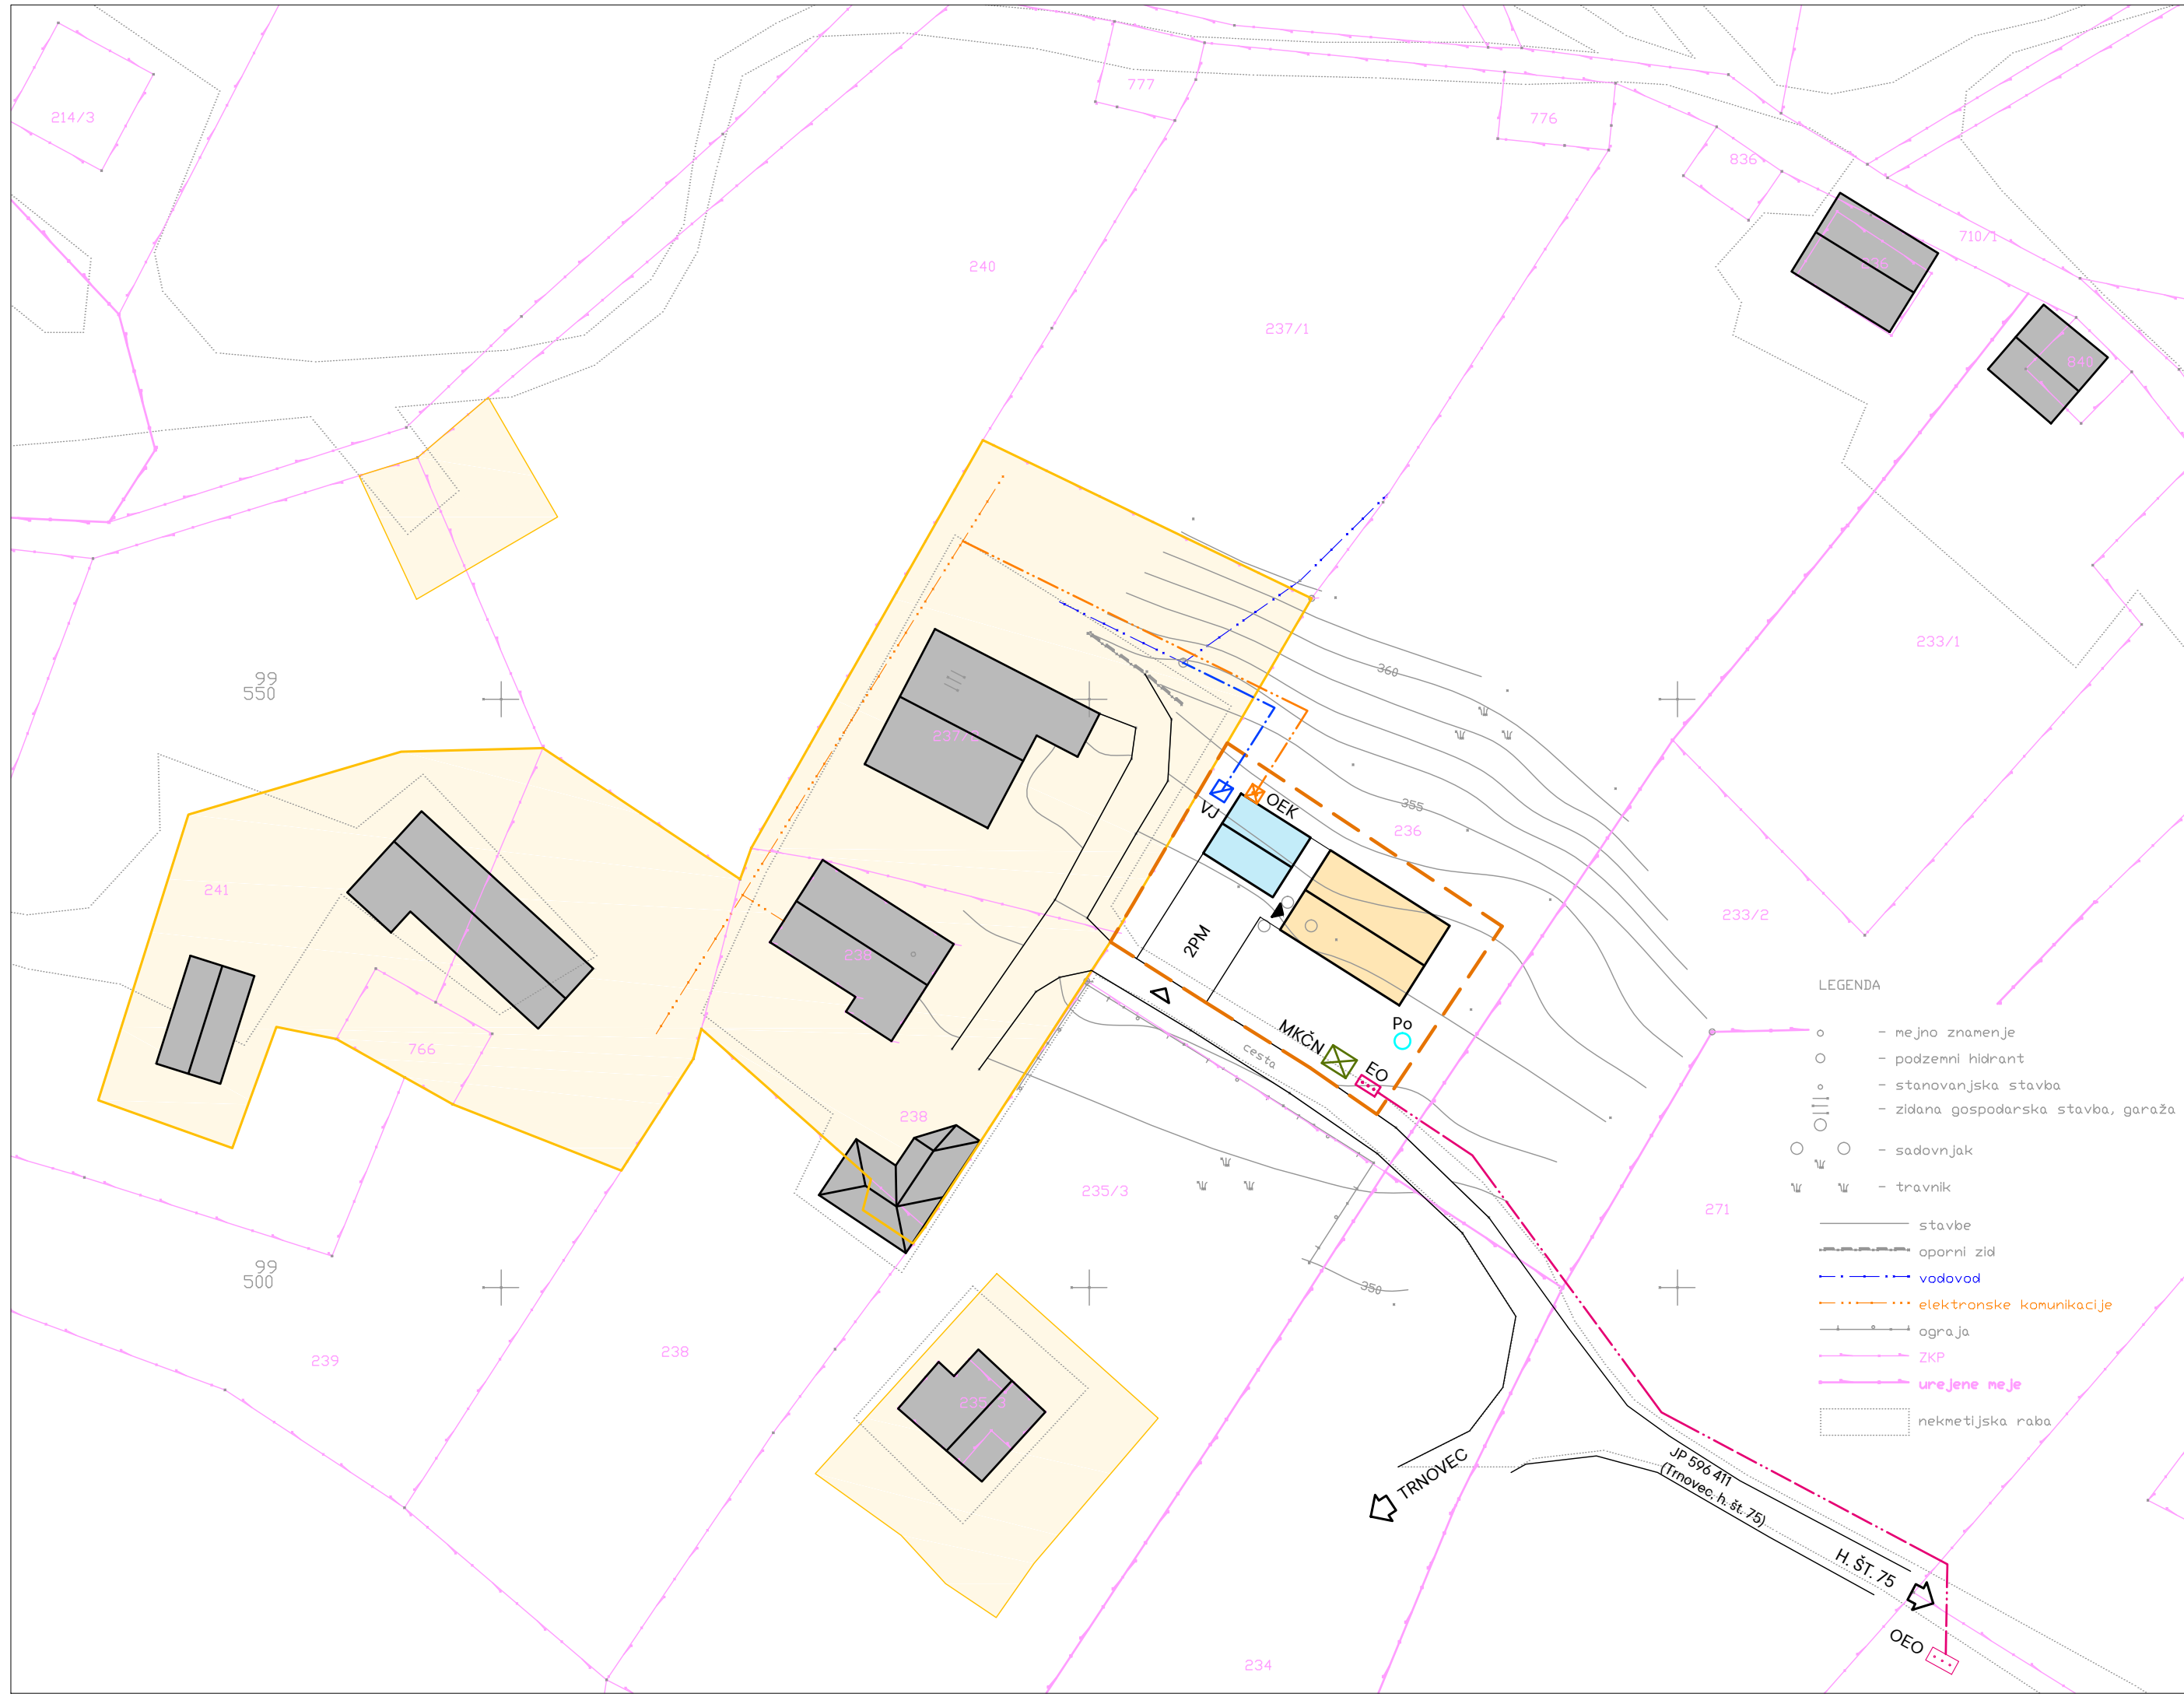 214/3
777
776
836
710/1
240
237/1
840
233/1
99
550
360
VJ
OEK
355
236
241
233/2
238
2PM
766
238
MKČN
Po
EO
cesta
235/3
271
99
500
350
239
238
235/3
TRNOVEC
JP 596 411
(Trnovec, h. št. 75)
H. ŠT. 75
OEO
234
LEGENDA
- mejno znamenje
- podzemni hidrant
- stanovanjska stavba
- zidana gospodarska stavba, garaža
- sadovnjak
- travnik
stavbe
oporni zid
vodovod
elektronske komunikacije
ograja
ZKP
urejene meje
nekmetijska raba